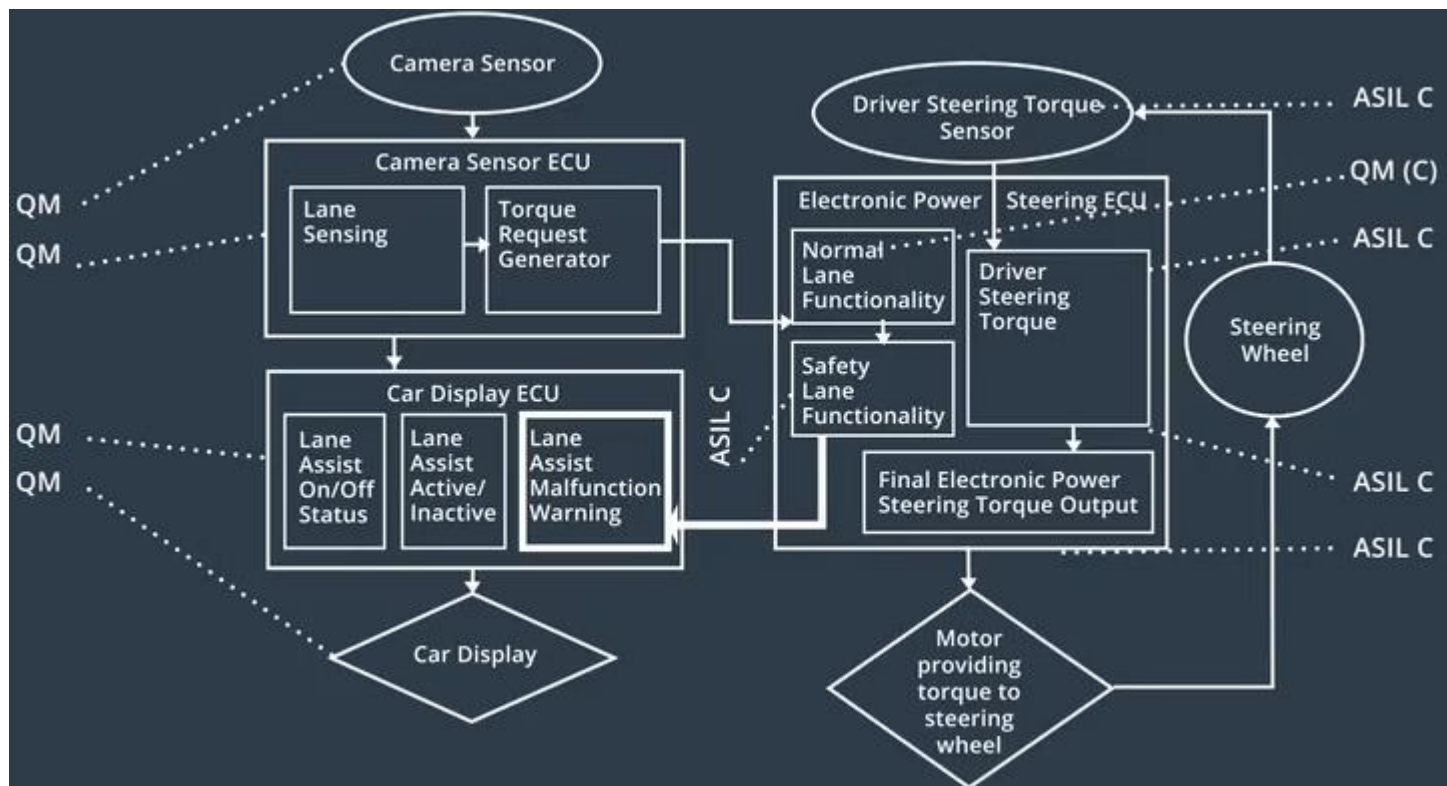 Camera Sensor
Camera Sensor ECU
Lane
Sensing
Torque
Request
Generator
QM
QM
Car Display ECU
Lane
Assist
On/Off
Status
Lane
Assist
Active/
Inactive
Lane
Assist
Malfunction
Warning
QM
QM
Car Display
ASIL C
Driver Steering Torque
Sensor
Electronic Power Steering ECU
Normal
Lane
Functionality
Driver
Steering
Torque
Safety
Lane
Functionality
Final Electronic Power
Steering Torque Output
Motor
providing
torque to
steering
wheel
Steering
Wheel
ASIL C
QM (C)
ASIL C
ASIL C
ASIL C